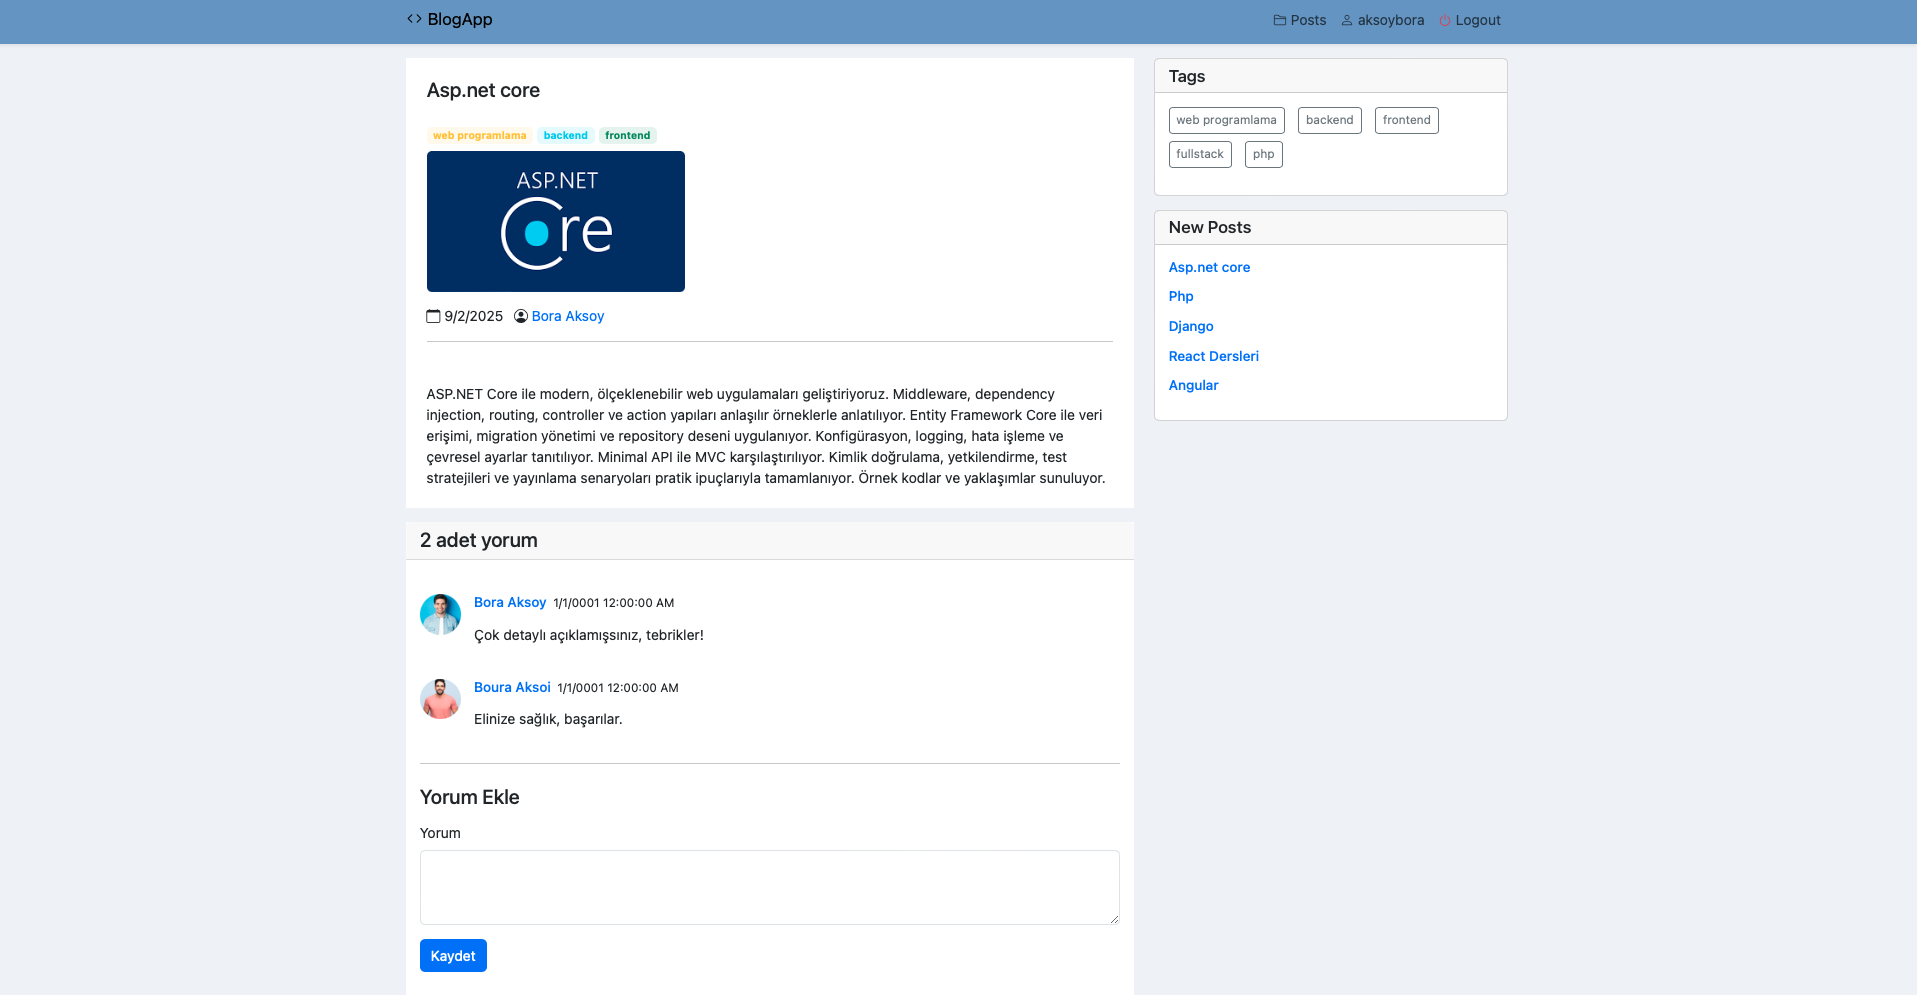 BlogApp
Posts aksoybora Logout
Asp.net core
web programlama backend frontend
ASP.NET
Core
9/2/2025 Bora Aksoy
ASP.NET Core ile modern, ölçeklenebilir web uygulamaları geliştiriyoruz. Middleware, dependency
injection, routing, controller ve action yapıları anlaşılır örneklerle anlatılıyor. Entity Framework Core ile veri
erişimi, migration yönetimi ve repository deseni uygulanıyor. Konfigürasyon, logging, hata işleme ve
çevresel ayarlar tanıtılıyor. Minimal API ile MVC karşılaştırılıyor. Kimlik doğrulama, yetkilendirme, test
stratejileri ve yayınlama senaryoları pratik ipuçlarıyla tamamlanıyor. Örnek kodlar ve yaklaşımlar sunuluyor.
2 adet yorum
Bora Aksoy 1/1/0001 12:00:00 AM
Çok detaylı açıklamışsınız, tebrikler!
Boura Aksoi 1/1/0001 12:00:00 AM
Elinize sağlık, başarılar.
Yorum Ekle
Yorum
Kaydet
Tags
web programlama backend frontend
fullstack php
New Posts
Asp.net core
Php
Django
React Dersleri
Angular